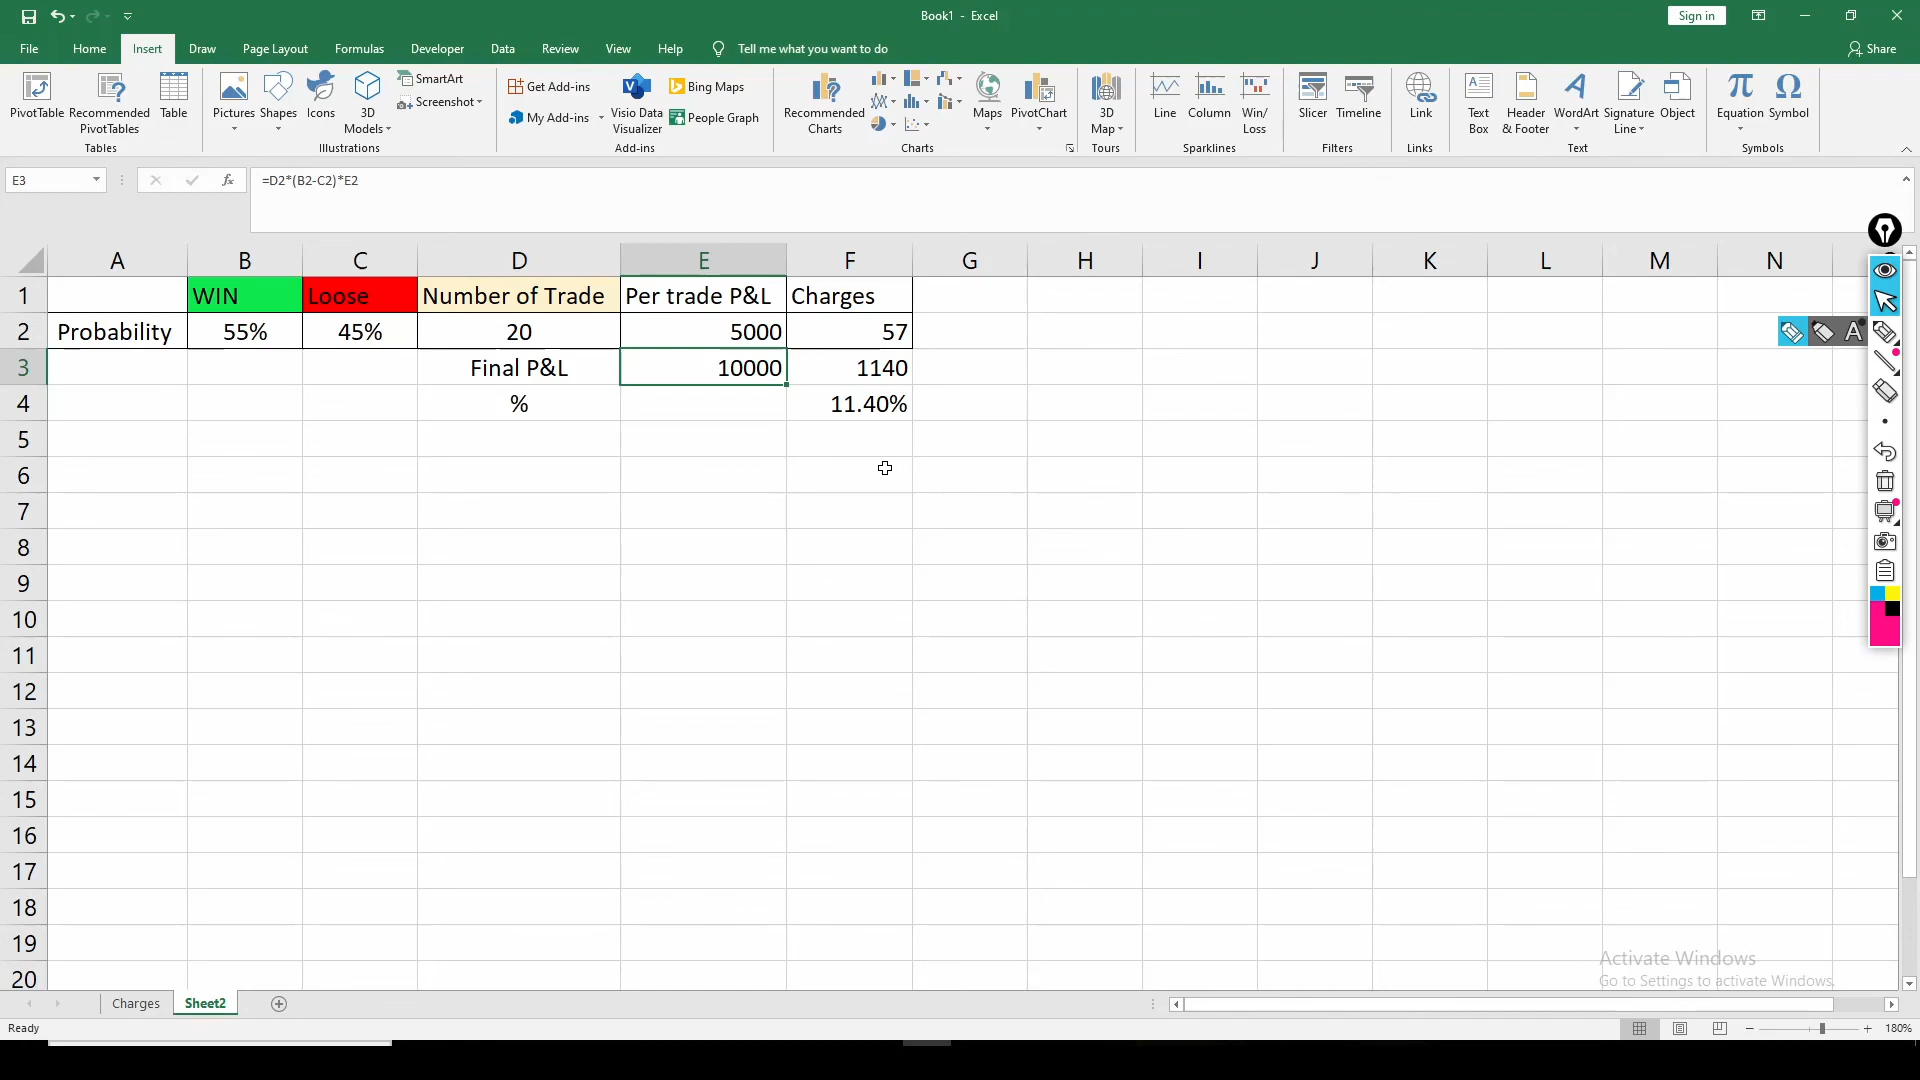 Book1 - Excel
Sign in
File Home Insert Draw Page Layout Formulas Developer Data Review View Help Tell me what you want to do Share
PivotTable Recommended PivotTables Table
Tables
Pictures Shapes Icons 3D Models
SmartArt
Screenshot
Illustrations
Get Add-ins
My Add-ins
Visio Data Visualizer
Bing Maps
People Graph
Add-ins
Recommended Charts
Maps PivotChart
Charts
3D Map
Tours
Line Column Win/ Loss
Sparklines
Slicer Timeline
Filters
Link
Links
Text Box Header & Footer WordArt Signature Line Object
Text
Equation Symbol
Symbols
E3 fx =D2*(B2-C2)*E2
A B C D E F G H I J K L M N
1 WIN Loose Number of Trade Per trade P&L Charges
2 Probability 55% 45% 20 5000 57
3 Final P&L 10000 1140
4 % 11.40%
5
6
7
8
9
10
11
12
13
14
15
16
17
18
19
20
A
Activate Windows
Go to Settings to activate Windows.
Charges Sheet2
Ready
180%